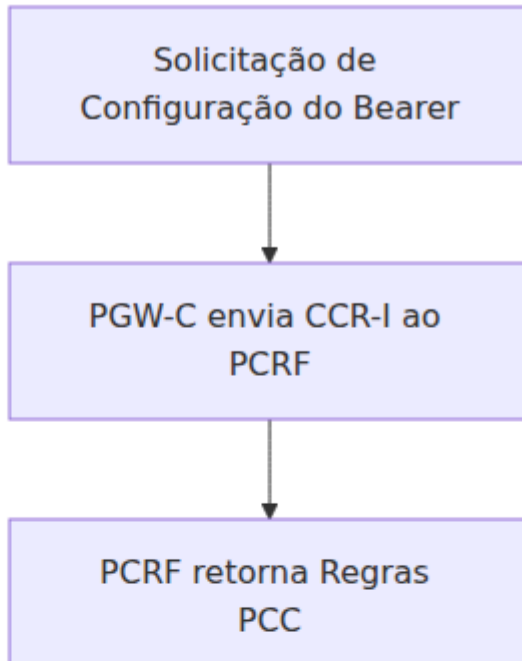 Solicitação de
Configuração do Bearer
PGW-C envia CCR-I ao
PCRF
PCRF retorna Regras
PCC